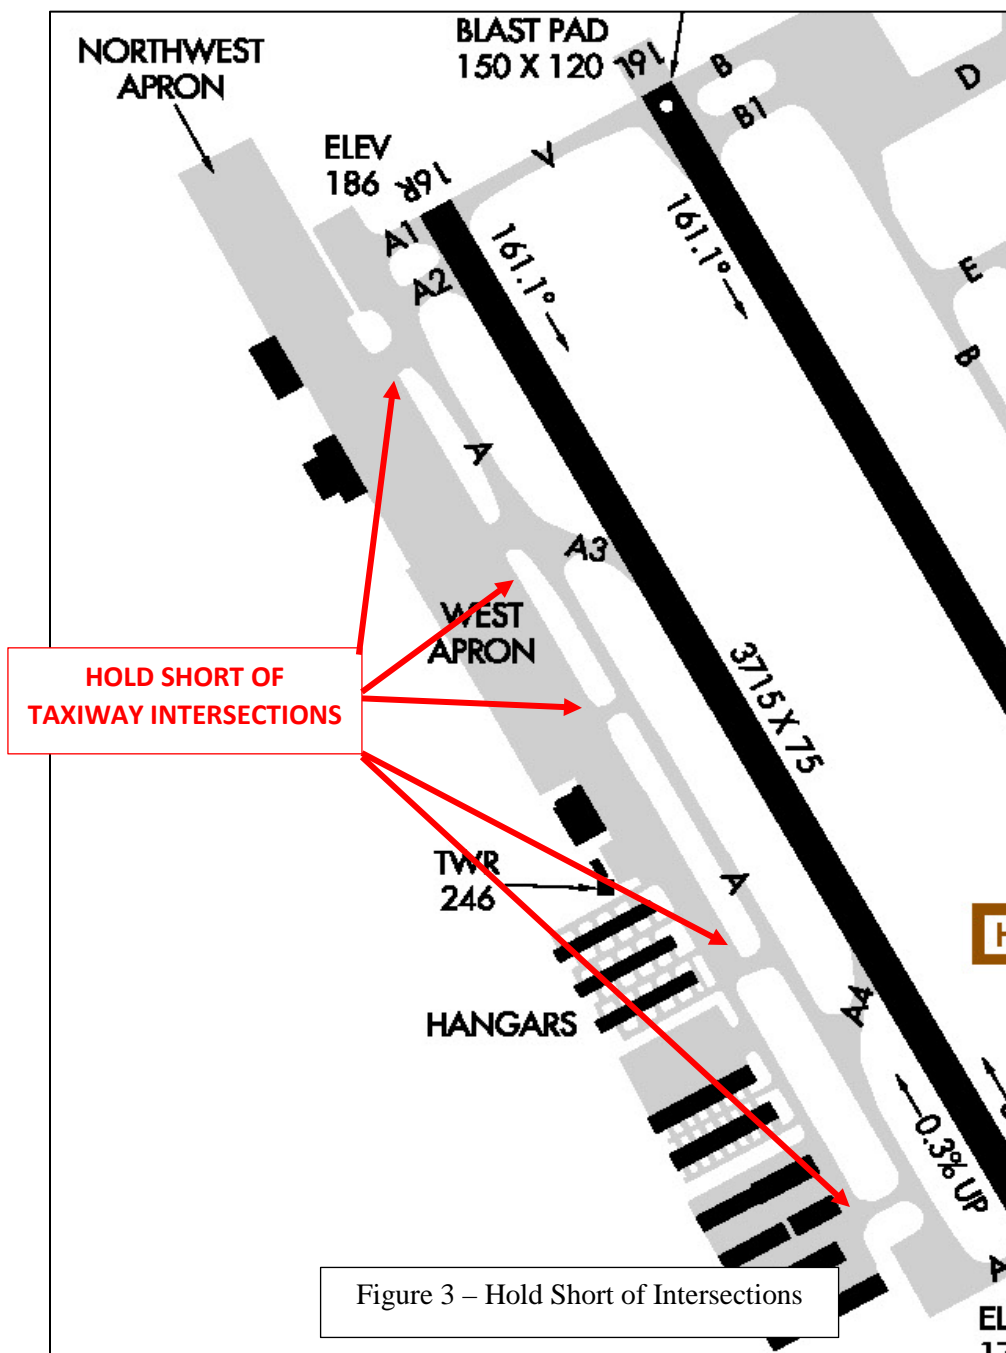 NORTHWEST
APRON
BLAST PAD
150 X 120
16L
B
D
B1
ELEV
186
16R
A1
A2
161.1°
161.1°
E
B
A
A3
WEST
APRON
HOLD SHORT OF
TAXIWAY INTERSECTIONS
3715 X 75
TWR
246
A
H
HANGARS
A4
0.3% UP
A
Figure 3 – Hold Short of Intersections